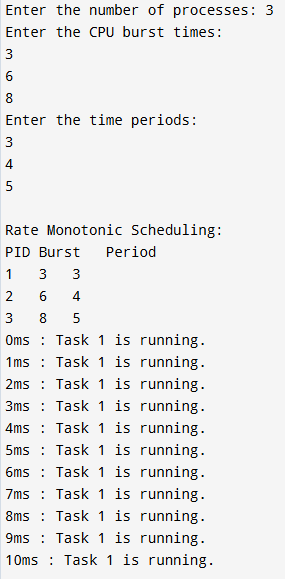 Enter the number of processes: 3
Enter the CPU burst times:
3
6
8
Enter the time periods:
3
4
5
Rate Monotonic Scheduling:
PID Burst   Period
1   3   3
2   6   4
3   8   5
0ms : Task 1 is running.
1ms : Task 1 is running.
2ms : Task 1 is running.
3ms : Task 1 is running.
4ms : Task 1 is running.
5ms : Task 1 is running.
6ms : Task 1 is running.
7ms : Task 1 is running.
8ms : Task 1 is running.
9ms : Task 1 is running.
10ms : Task 1 is running.